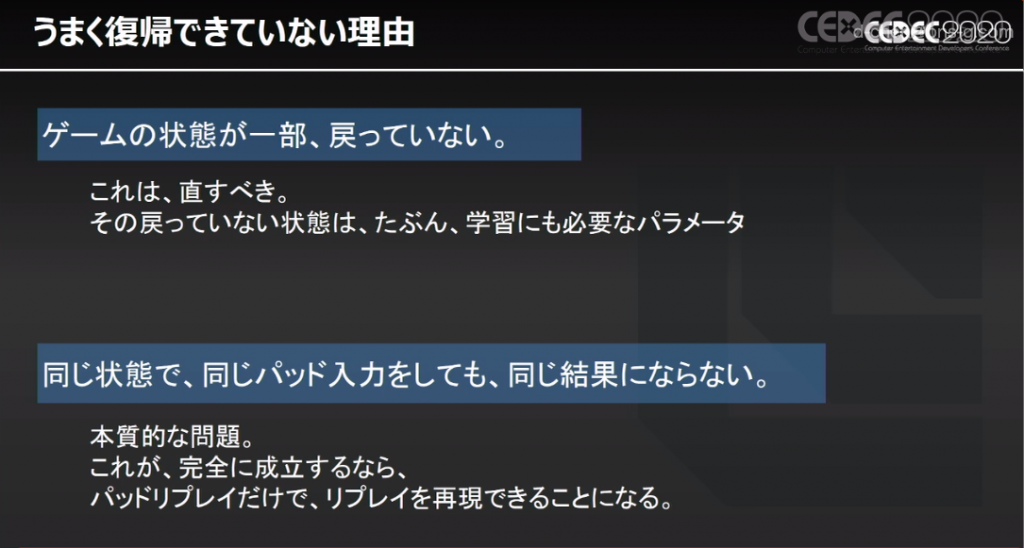 うまく復帰できていない理由
CEDEC2020
Computer Entertainment Developers Conference
ゲームの状態が一部、戻っていない。
これは、直すべき。
その戻っていない状態は、たぶん、学習にも必要なパラメータ
同じ状態で、同じパッド入力をしても、同じ結果にならない。
本質的な問題。
これが、完全に成立するなら、
パッドリプレイだけで、リプレイを再現できることになる。